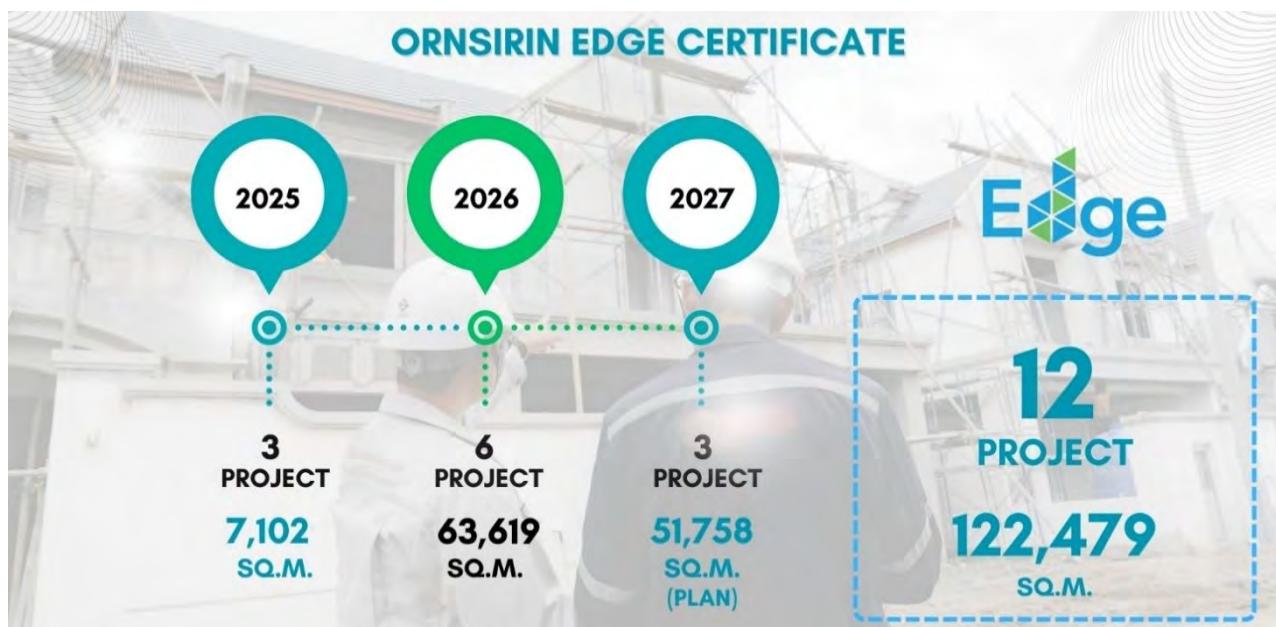 ORNSIRIN EDGE CERTIFICATE
2025
2026
2027
Edge
3
PROJECT
7,102
SQ.M.
6
PROJECT
63,619
SQ.M.
3
PROJECT
51,758
SQ.M.
(PLAN)
12
PROJECT
122,479
SQ.M.